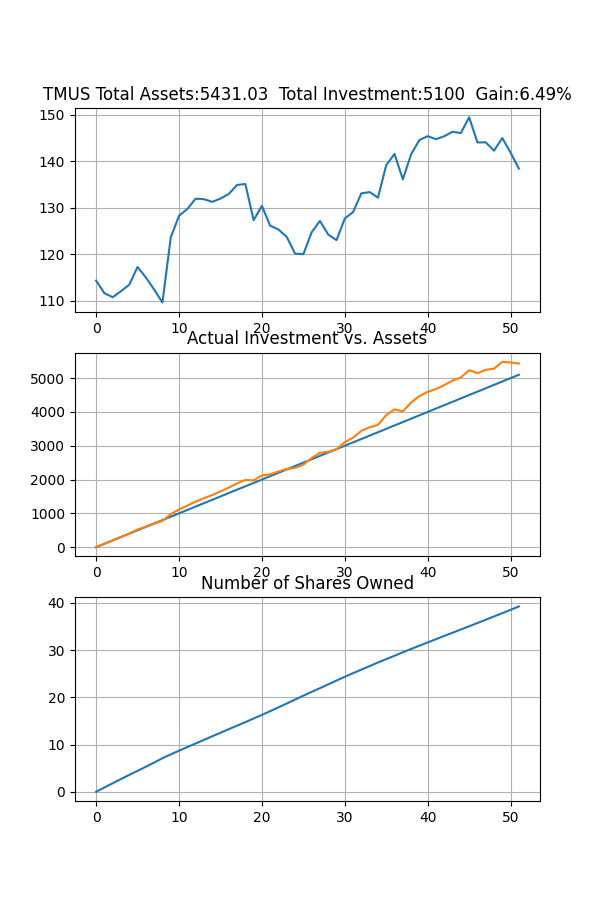 TMUS Total Assets:5431.03  Total Investment:5100  Gain:6.49%
150
140
130
120
110
0 10 20 30 40 50
Actual Investment vs. Assets
5000
4000
3000
2000
1000
0
0 10 20 30 40 50
Number of Shares Owned
40
30
20
10
0
0 10 20 30 40 50